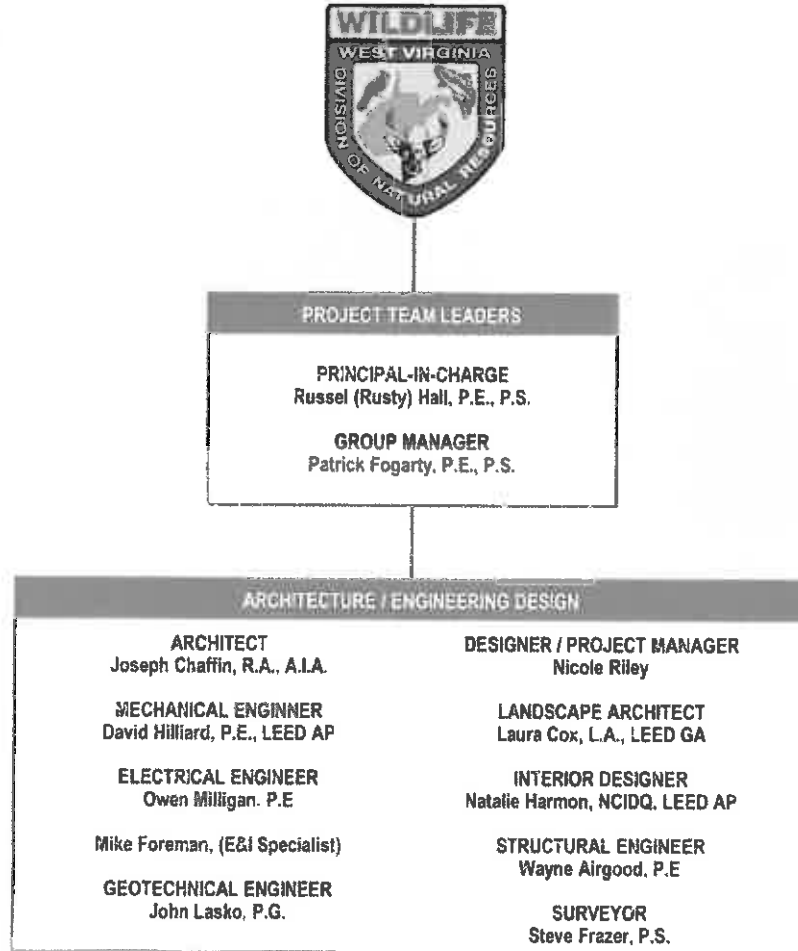 WILDLIFE
WEST VIRGINIA
DIVISION OF NATURAL RESOURCES
PROJECT TEAM LEADERS
PRINCIPAL-IN-CHARGE
Russel (Rusty) Hall, P.E., P.S.
GROUP MANAGER
Patrick Fogarty, P.E., P.S.
ARCHITECTURE / ENGINEERING DESIGN
ARCHITECT
Joseph Chaffin, R.A., A.I.A.
MECHANICAL ENGINNER
David Hilliard, P.E., LEED AP
ELECTRICAL ENGINEER
Owen Milligan. P.E
Mike Foreman, (E&I Specialist)
GEOTECHNICAL ENGINEER
John Lasko, P.G.
DESIGNER / PROJECT MANAGER
Nicole Riley
LANDSCAPE ARCHITECT
Laura Cox, L.A., LEED GA
INTERIOR DESIGNER
Natalie Harmon, NCIDQ, LEED AP
STRUCTURAL ENGINEER
Wayne Airgood, P.E
SURVEYOR
Steve Frazer, P.S.